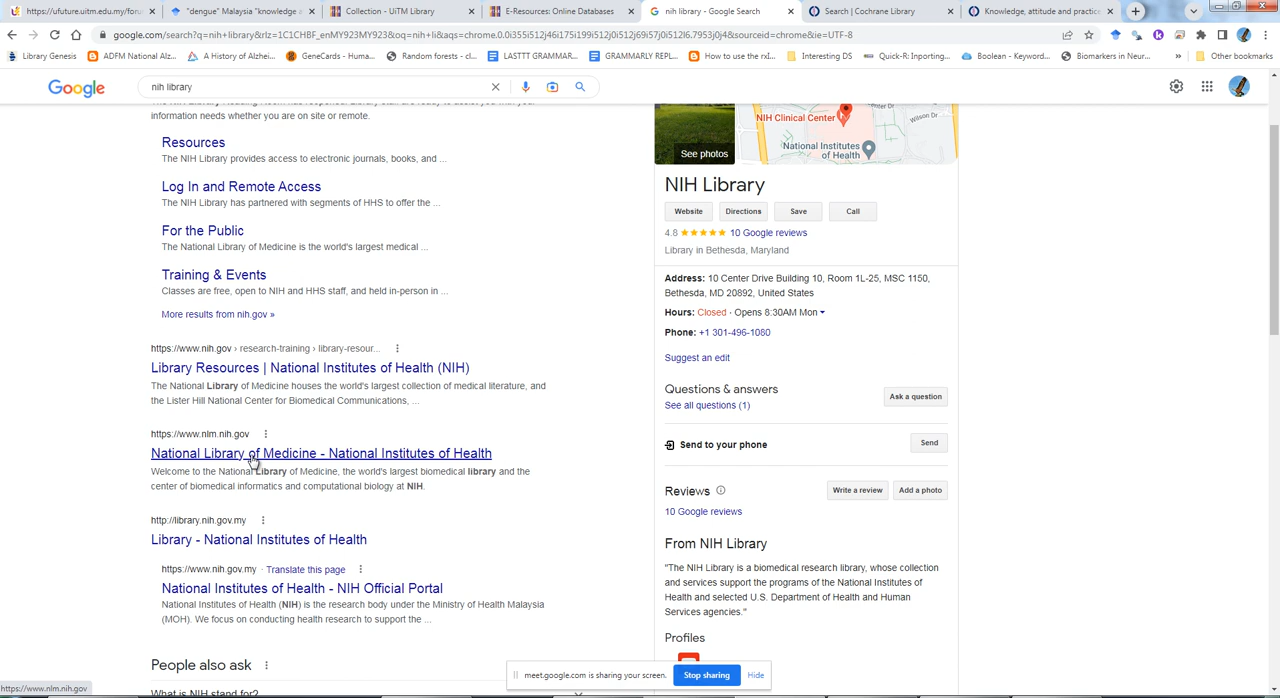 https://ufuture.uitm.edu.my/forum
"dengue" Malaysia "knowledge a
Collection - UiTM Library
E-Resources: Online Databases
nih library - Google Search
Search | Cochrane Library
Knowledge, attitude and practice
google.com/search?q=nih+library&rlz=1C1CHBF_enMY923MY923&oq=nih+li&aqs=chrome.0.0i355i512j46i175i199i512j0i512j69i57j0i512l6.7953j0j4&sourceid=chrome&ie=UTF-8
Library Genesis
ADFM National Alz...
A History of Alzhei...
GeneCards - Huma...
Random forests - cl...
LASTTT GRAMMAR...
GRAMMARLY REPL...
How to use the rxl...
Interesting DS
Quick-R: Inporting...
Boolean - Keyword...
Biomarkers in Neur...
Other bookmarks
Google
nih library
information needs whether you are on site or remote.
Resources
The NIH Library provides access to electronic journals, books, and ...
Log In and Remote Access
The NIH Library has partnered with segments of HHS to offer the ...
For the Public
The National Library of Medicine is the world's largest medical ...
Training & Events
Classes are free, open to NIH and HHS staff, and held in-person in ...
More results from nih.gov »
https://www.nih.gov › research-training › library-resour...
Library Resources | National Institutes of Health (NIH)
The National Library of Medicine houses the world's largest collection of medical literature, and
the Lister Hill National Center for Biomedical Communications, ...
https://www.nlm.nih.gov
National Library of Medicine - National Institutes of Health
Welcome to the National Library of Medicine, the world's largest biomedical library and the
center of biomedical informatics and computational biology at NIH.
http://library.nih.gov.my
Library - National Institutes of Health
https://www.nih.gov.my · Translate this page
National Institutes of Health - NIH Official Portal
National Institutes of Health (NIH) is the research body under the Ministry of Health Malaysia
(MOH). We focus on conducting health research to support the ...
People also ask
What is NIH stand for?
See photos
NIH Clinical Center
National Institutes
of Health
Wilson Dr
NIH Library
Website
Directions
Save
Call
4.8 10 Google reviews
Library in Bethesda, Maryland
Address: 10 Center Drive Building 10, Room 1L-25, MSC 1150,
Bethesda, MD 20892, United States
Hours: Closed · Opens 8:30AM Mon
Phone: +1 301-496-1080
Suggest an edit
Questions & answers
See all questions (1)
Ask a question
Send to your phone
Send
Reviews
Write a review
Add a photo
10 Google reviews
From NIH Library
"The NIH Library is a biomedical research library, whose collection
and services support the programs of the National Institutes of
Health and selected U.S. Department of Health and Human
Services agencies."
Profiles
meet.google.com is sharing your screen.
Stop sharing
Hide
https://www.nlm.nih.gov